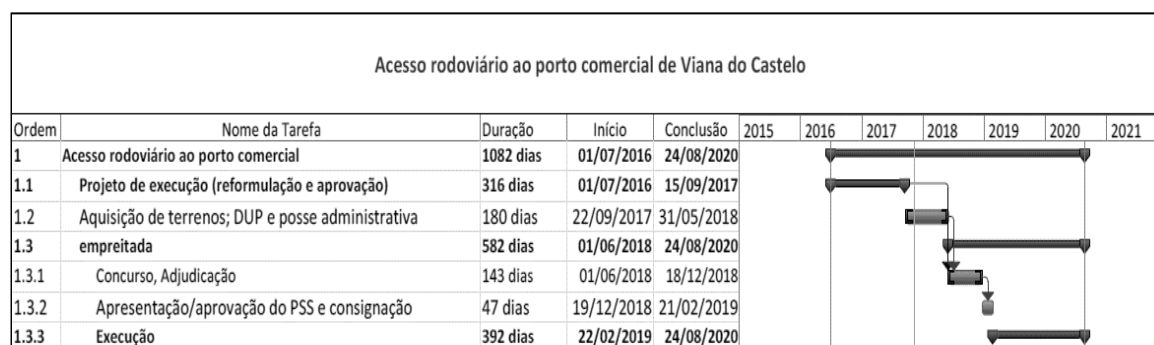 Acesso rodoviário ao porto comercial de Viana do Castelo
Ordem Nome da Tarefa Duração Início Conclusão 2015 2016 2017 2018 2019 2020 2021
1 Acesso rodoviário ao porto comercial 1082 dias 01/07/2016 24/08/2020
1.1 Projeto de execução (reformulação e aprovação) 316 dias 01/07/2016 15/09/2017
1.2 Aquisição de terrenos; DUP e posse administrativa 180 dias 22/09/2017 31/05/2018
1.3 empreitada 582 dias 01/06/2018 24/08/2020
1.3.1 Concurso, Adjudicação 143 dias 01/06/2018 18/12/2018
1.3.2 Apresentação/aprovação do PSS e consignação 47 dias 19/12/2018 21/02/2019
1.3.3 Execução 392 dias 22/02/2019 24/08/2020